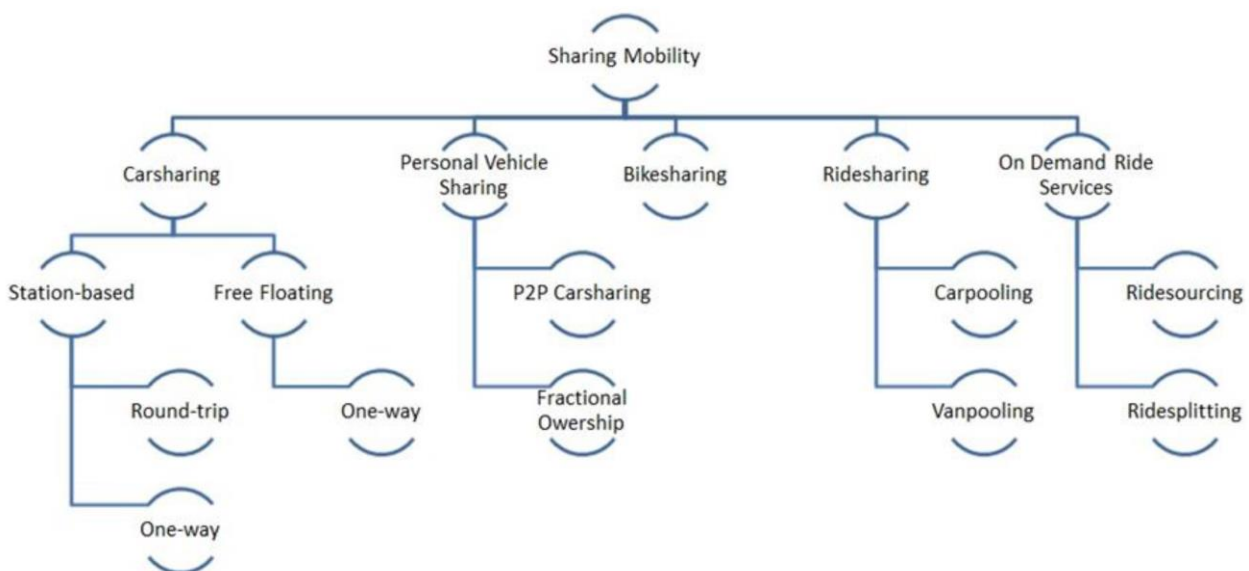 Sharing Mobility
Carsharing
Personal Vehicle
Sharing
Bikesharing
Ridesharing
On Demand Ride
Services
Station-based
Free Floating
P2P Carsharing
Carpooling
Ridesourcing
Round-trip
One-way
Fractional
Owership
Vanpooling
Ridesplitting
One-way